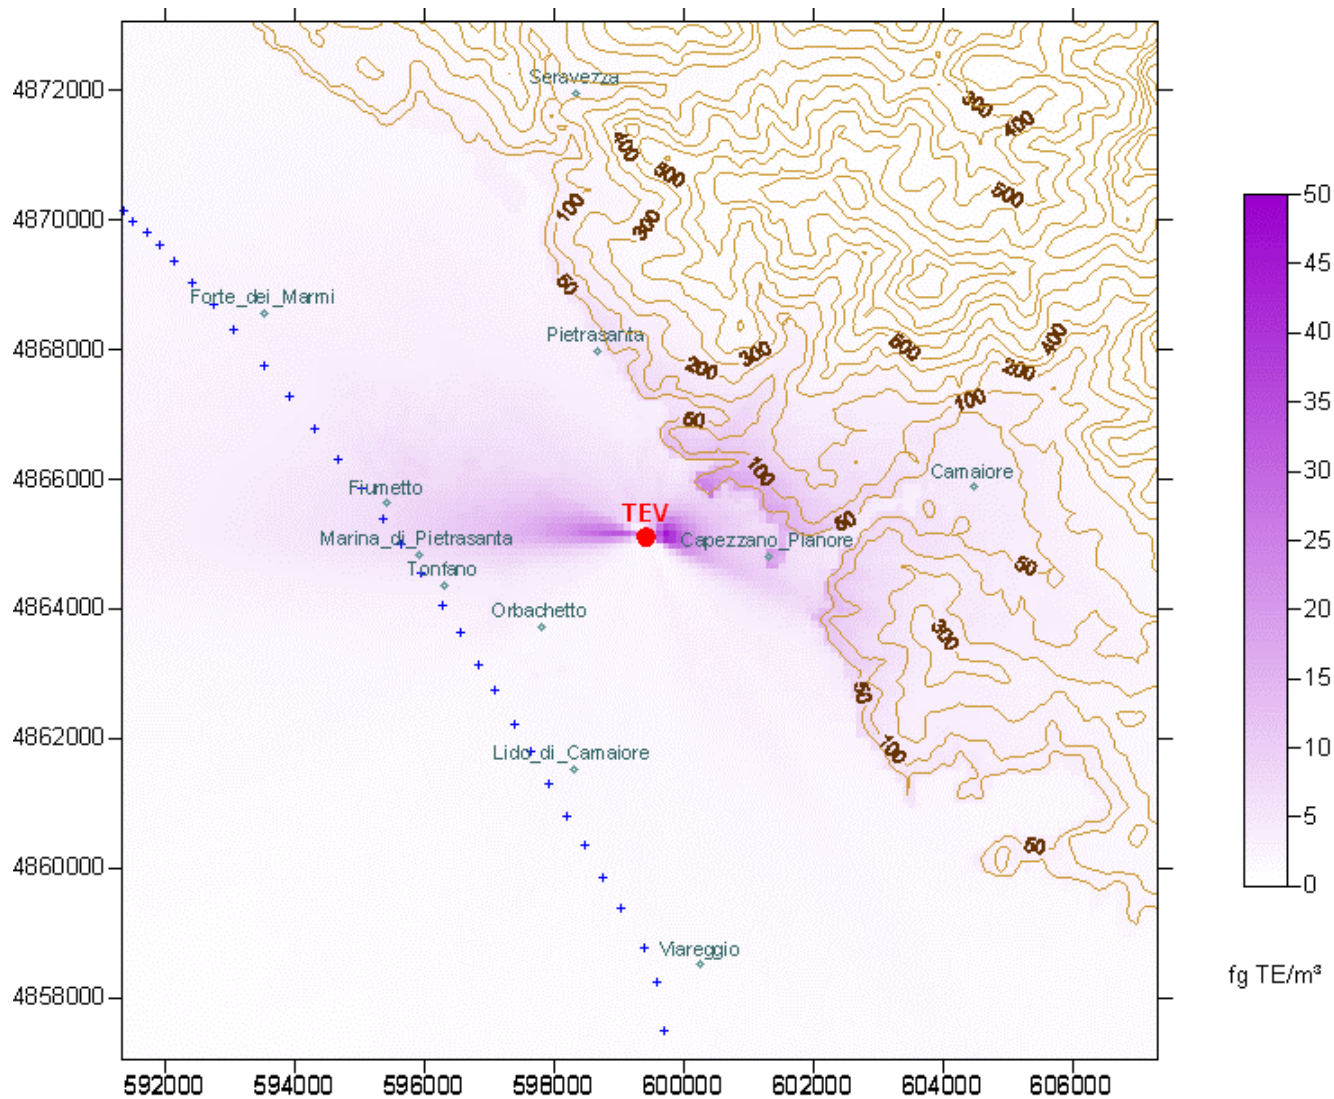 4872000
4870000
4868000
4866000
4864000
4862000
4860000
4858000
592000 594000 596000 598000 600000 602000 604000 606000
Seravezza
300
400
400
500
500
100
300
50
Forte_dei_Marmi
Pietrasanta
400
500
300
200
200
100
50
100
Camaiore
Fiumetto
TEV
50
Marina_di_Pietrasanta
Capezzano_Pianore
Tonfano
50
Orbachetto
300
50
100
Lido_di_Camaiore
50
Viareggio
50
45
40
35
30
25
20
15
10
5
0
fg TE/m³